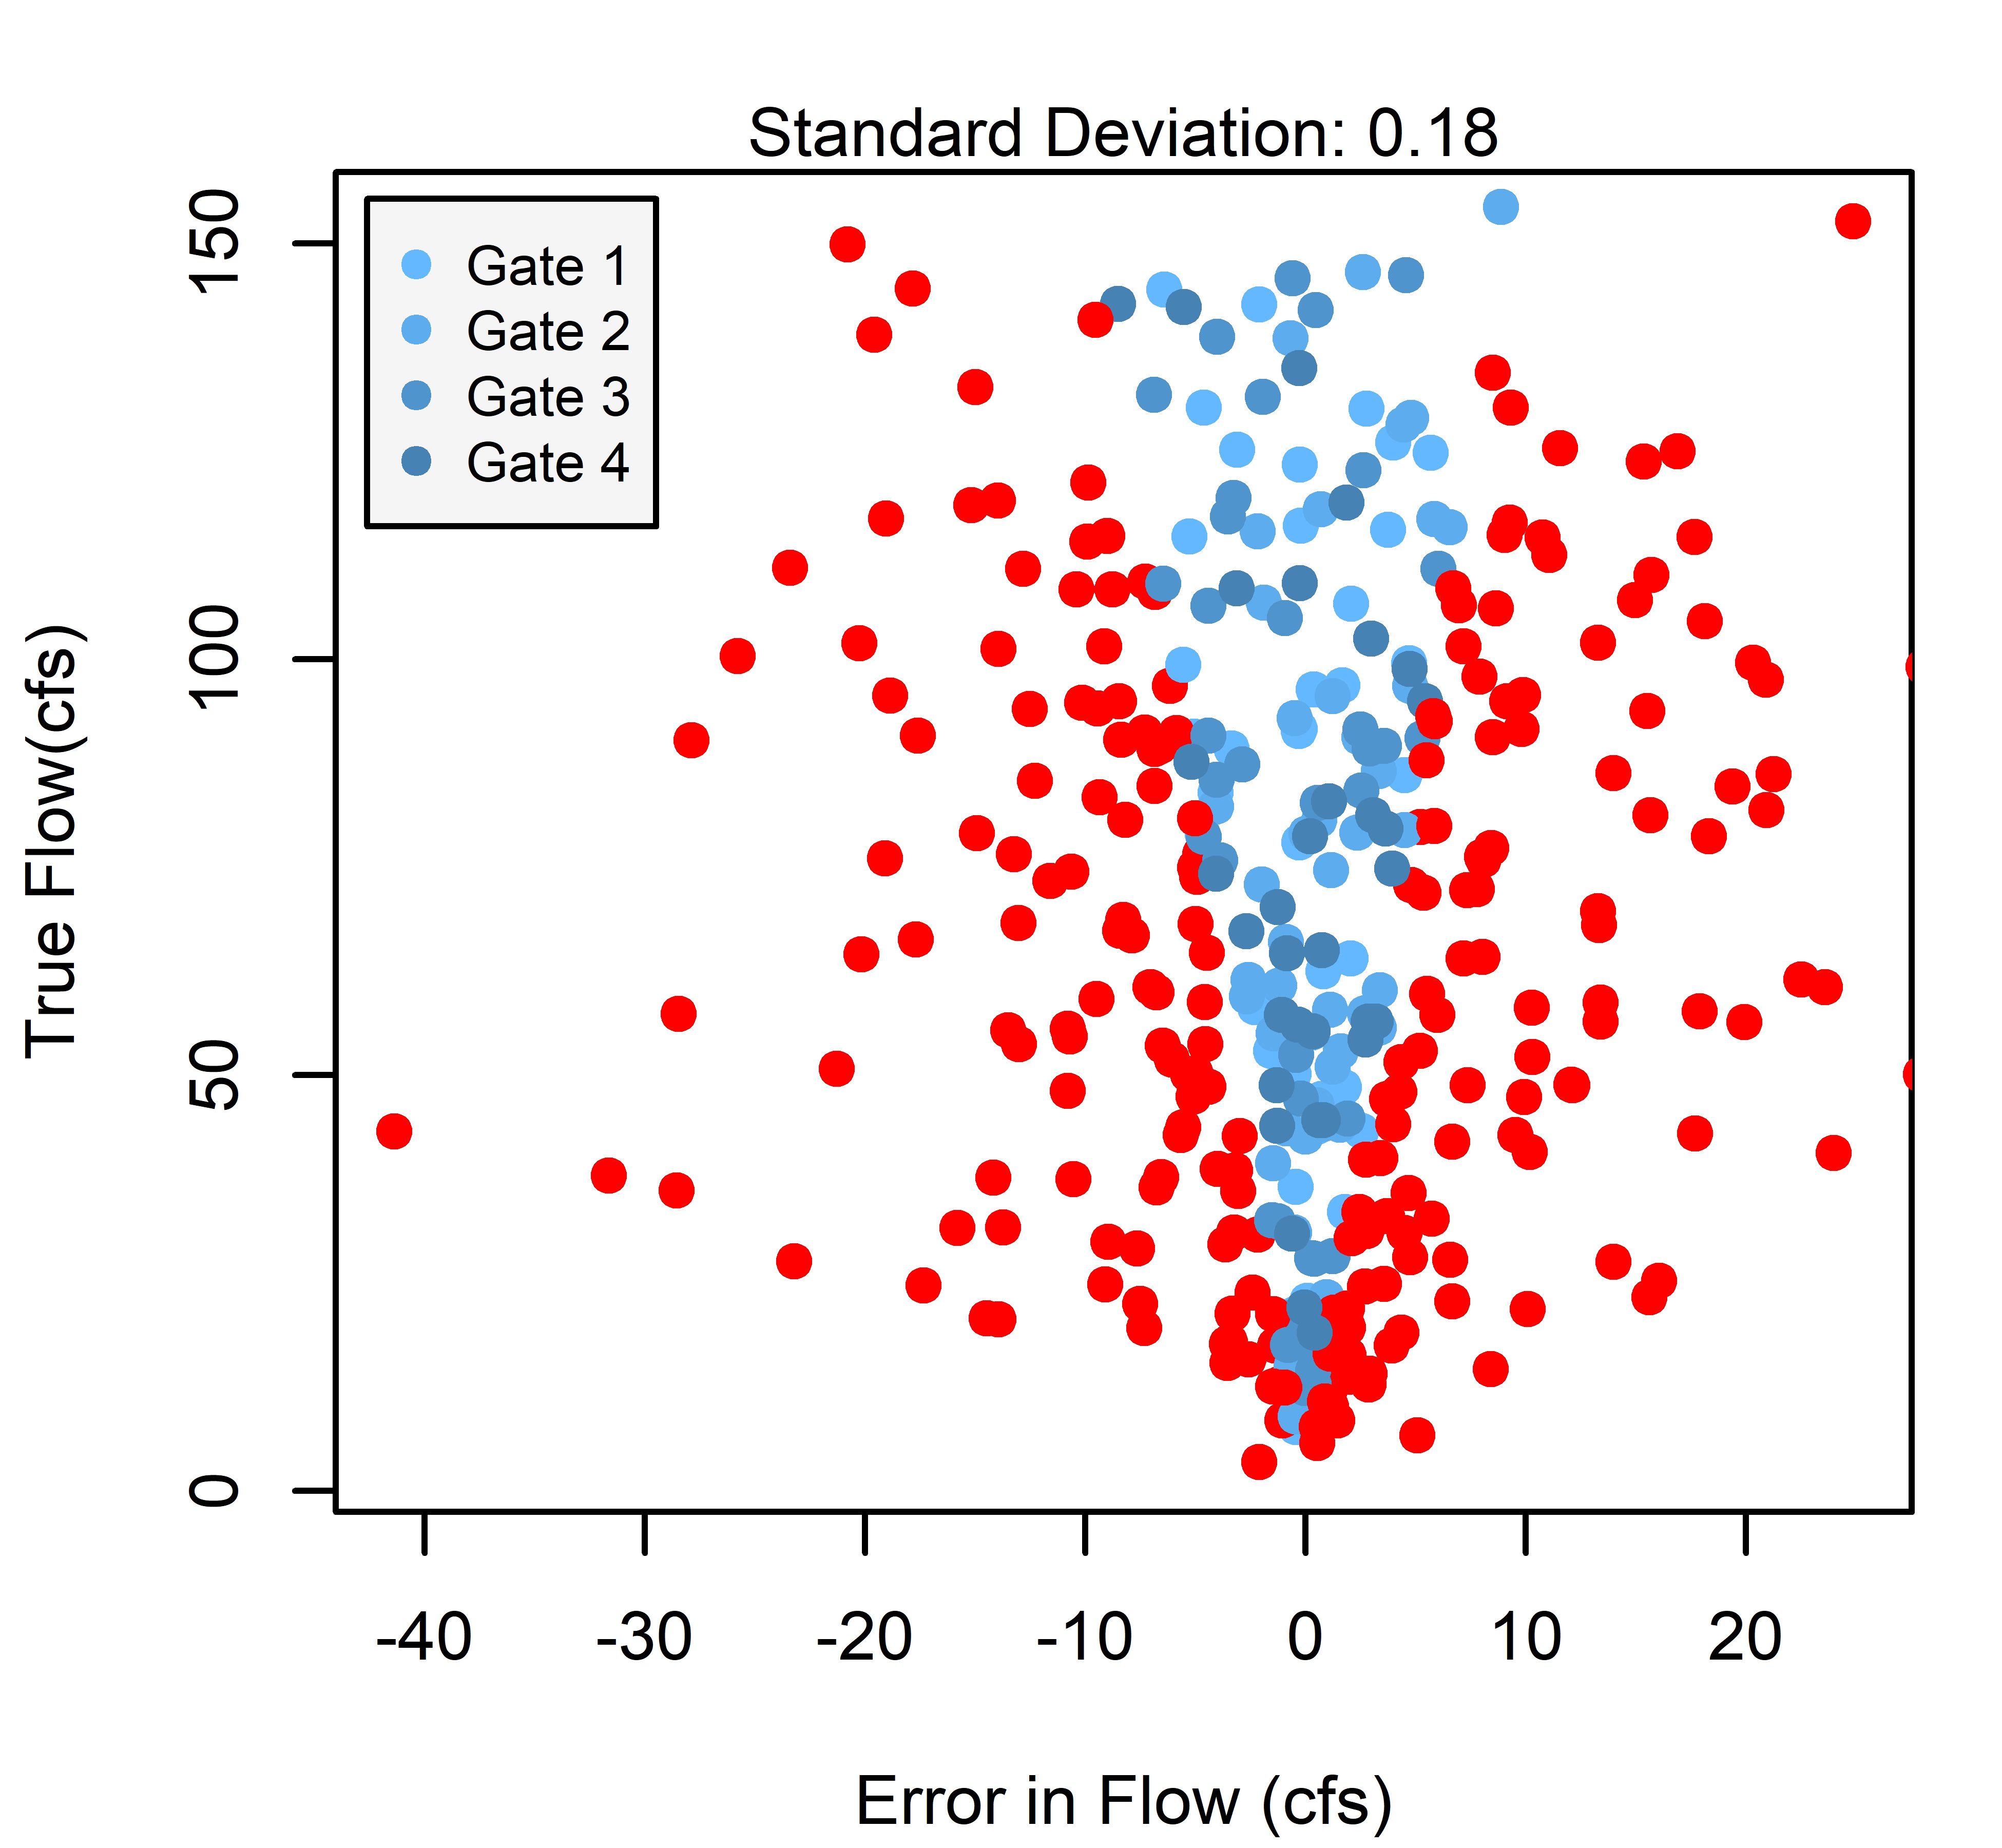 Standard Deviation: 0.18
Gate 1
Gate 2
Gate 3
Gate 4
True Flow(cfs)
150
100
50
0
-40 -30 -20 -10 0 10 20
Error in Flow (cfs)